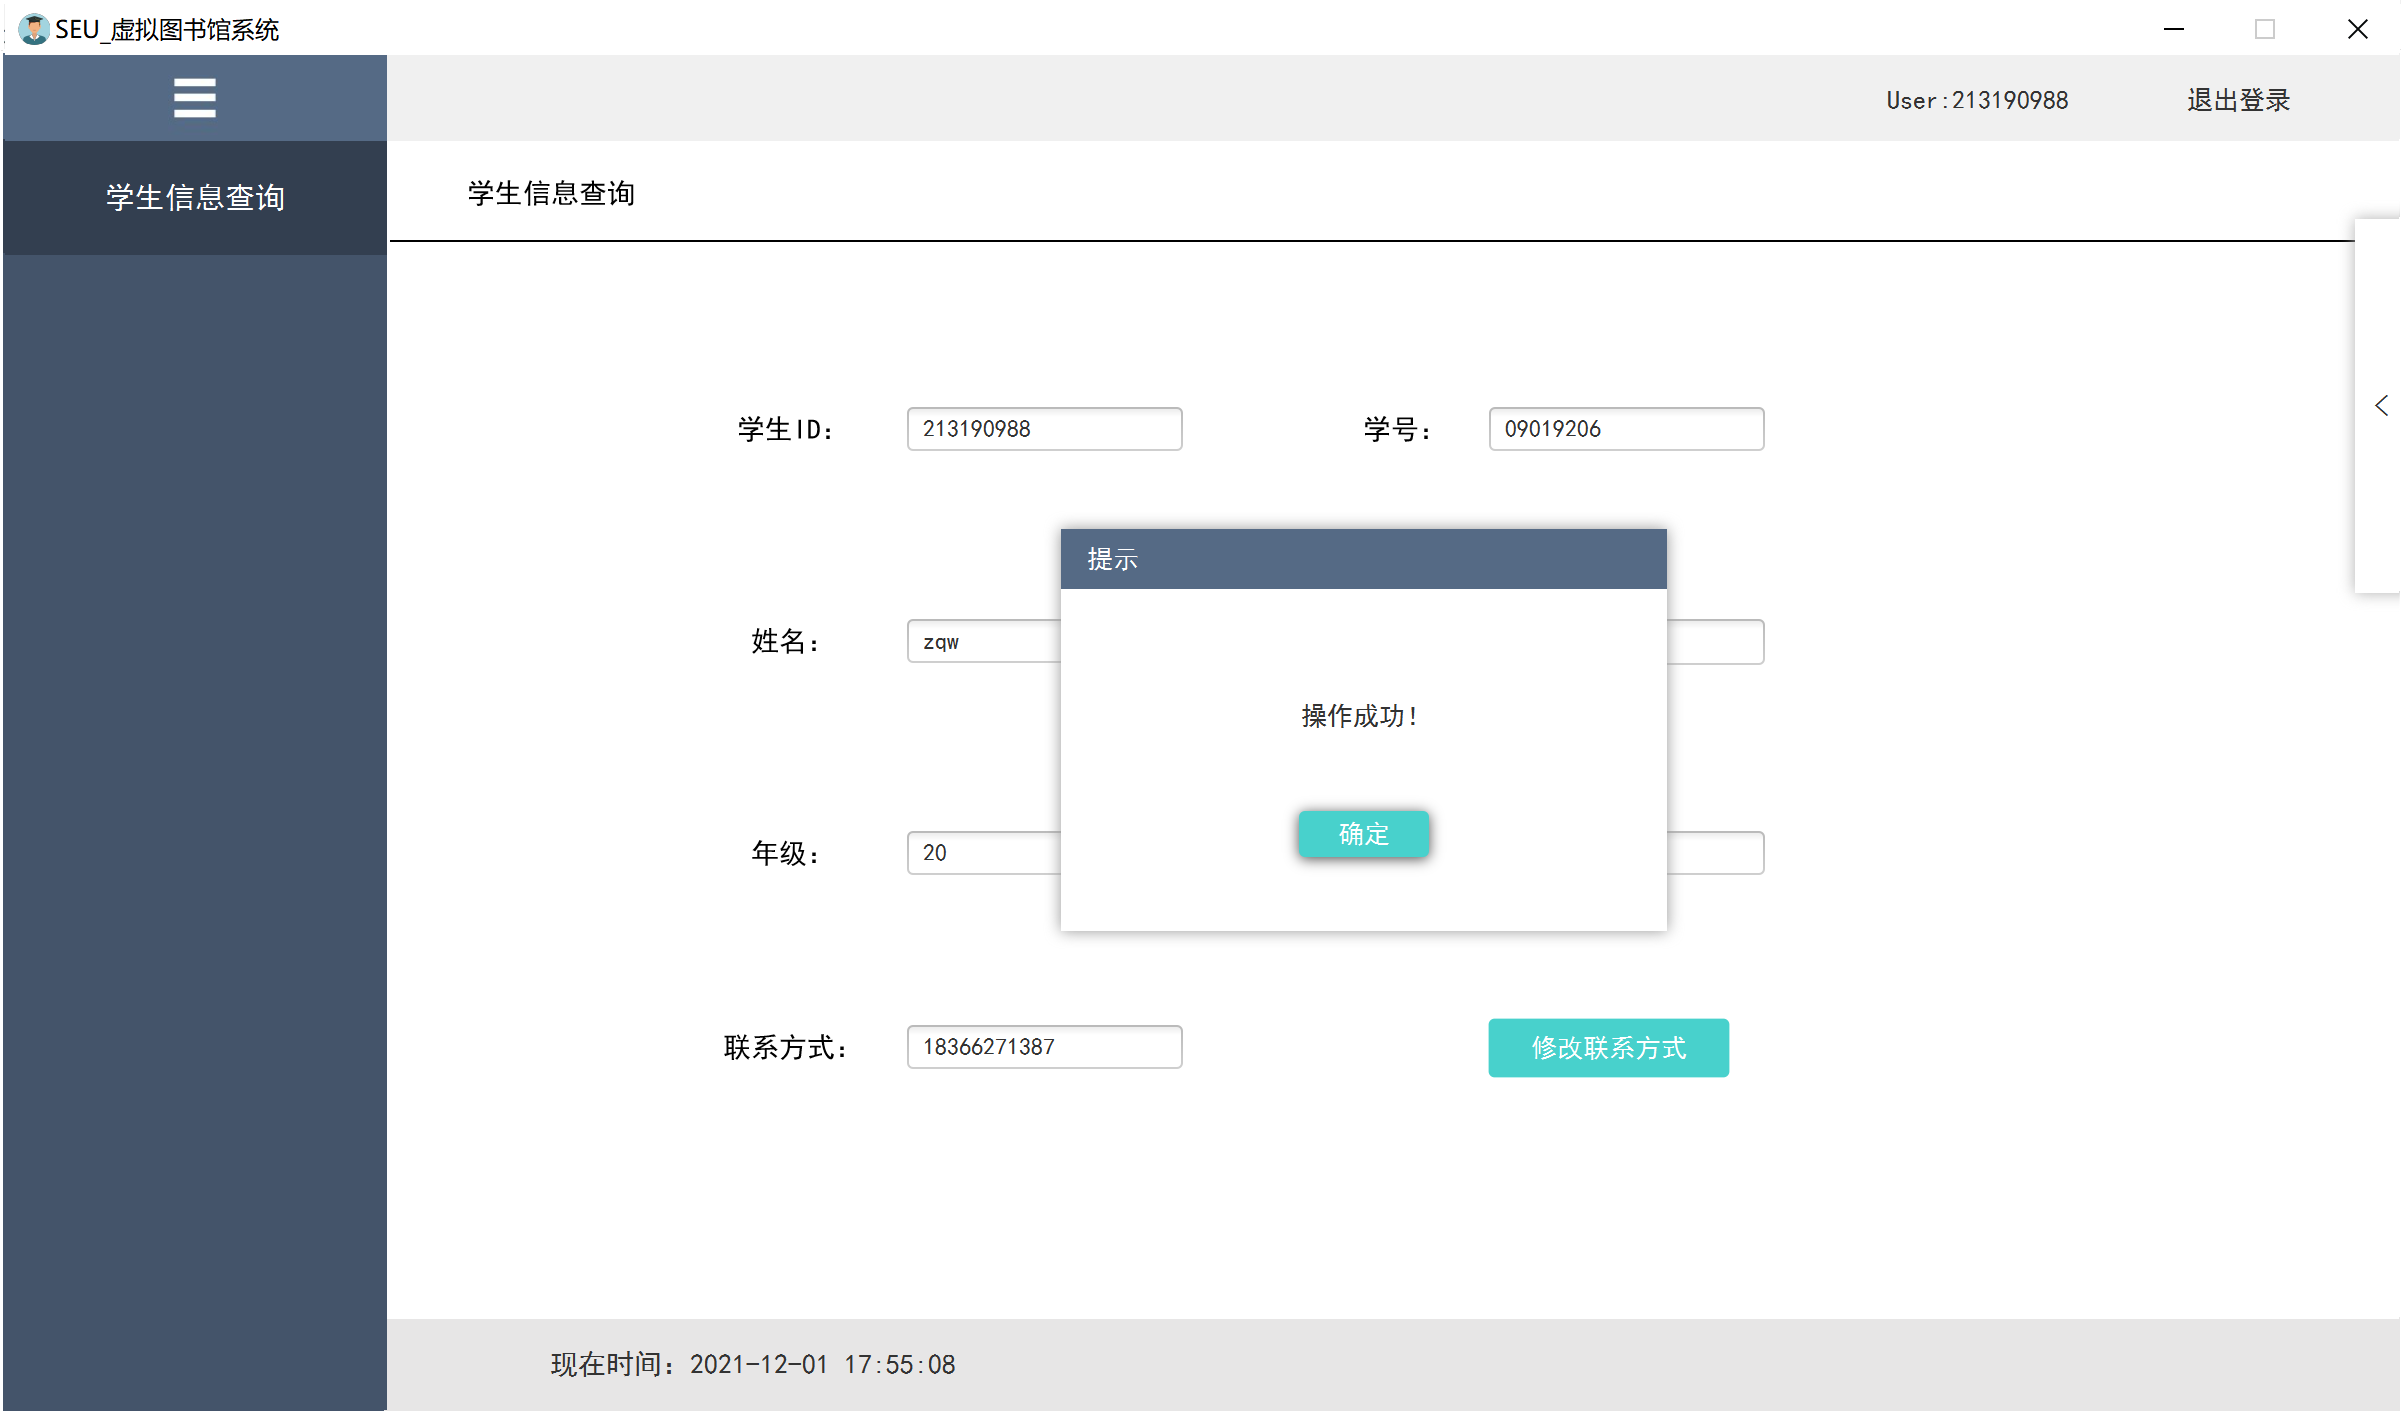 SEU_虚拟图书馆系统
User:213190988
退出登录
学生信息查询
学生信息查询
学生ID：
213190988
学号：
09019206
提示
姓名：
zqw
操作成功！
确定
年级：
20
联系方式：
18366271387
修改联系方式
现在时间：2021-12-01 17:55:08